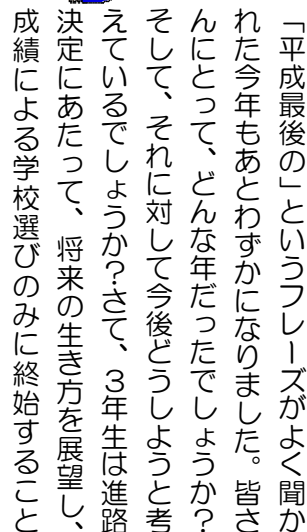 「平成最後の」というフレーズがよく聞か
れた今年もあとわずかになりました。皆さ
んにとって、どんな年だったでしょうか?
そして、それに対して今後どうしようと考
えているでしょうか?さて、3年生は進路
決定にあたって、将来の生き方を展望し、
成績による学校選びのみに終始すること